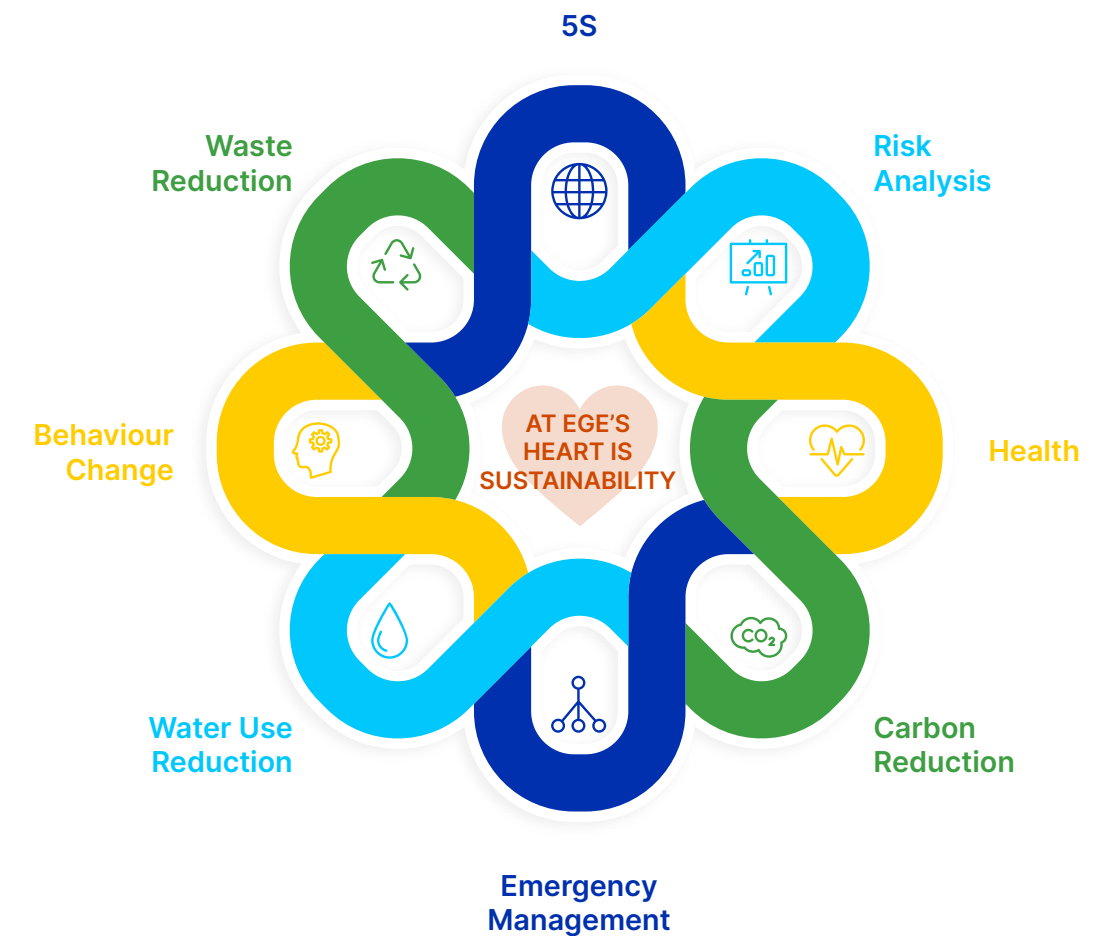 5S
Waste
Reduction
Risk
Analysis
Behaviour
Change
AT EGE’S
HEART IS
SUSTAINABILITY
Health
CO2
Water Use
Reduction
Carbon
Reduction
Emergency
Management